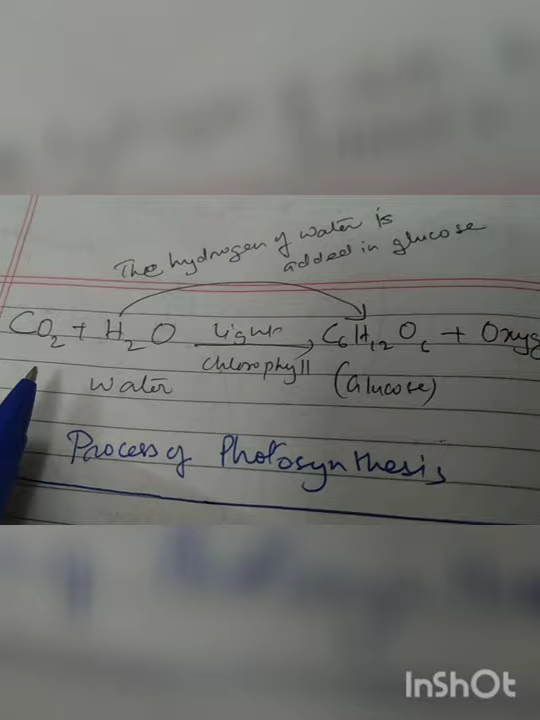 The hydrogen of water is
added in glucose
CO2 + H2O Light C6H12O6 + Oxyg
chlorophyll
water (Glucose)
Process of Photosynthesis
InShOt